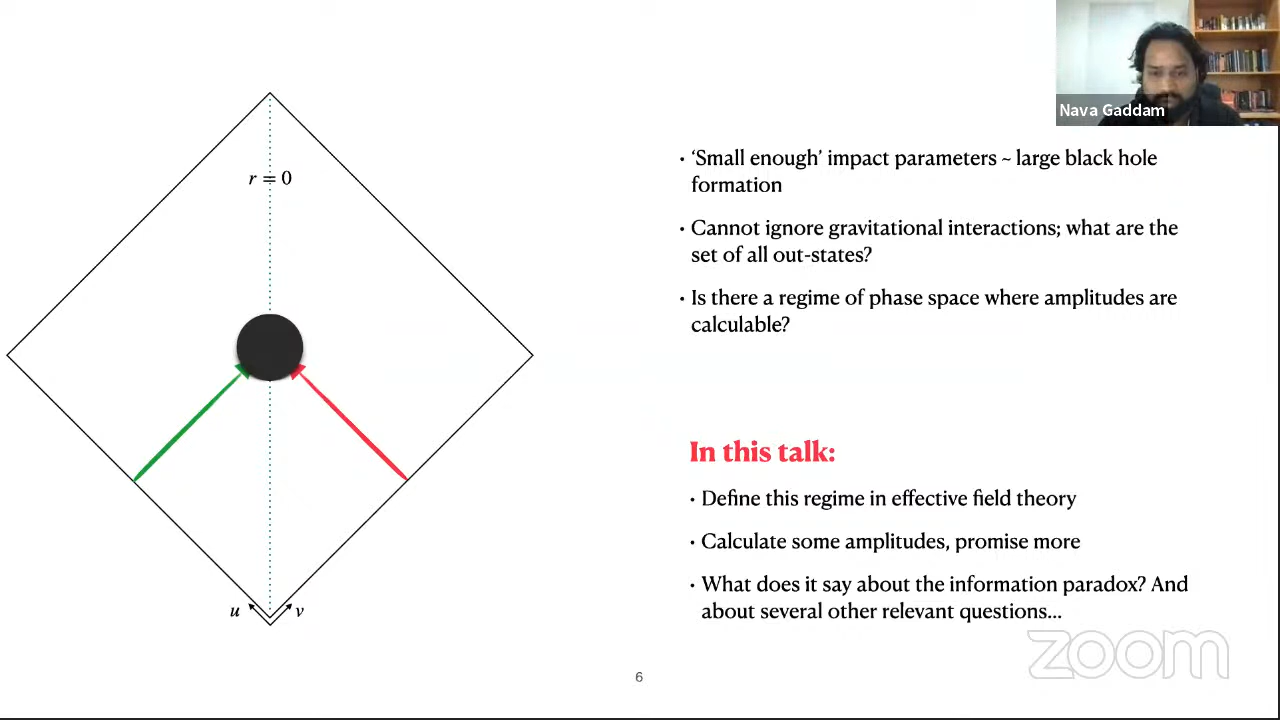 Nava Gaddam
r = 0
u
v
• ‘Small enough’ impact parameters ~ large black hole
formation
• Cannot ignore gravitational interactions; what are the
set of all out-states?
• Is there a regime of phase space where amplitudes are
calculable?
In this talk:
• Define this regime in effective field theory
• Calculate some amplitudes, promise more
• What does it say about the information paradox? And
about several other relevant questions...
zoom
6